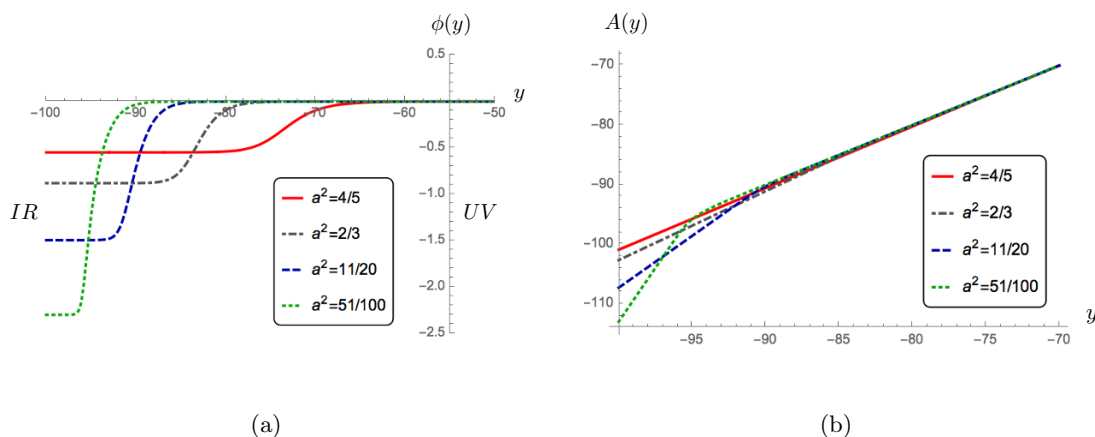 ϕ(y)
0.5
y
−100
−90
−80
−70
−60
−50
−0.5
−1.0
−1.5
−2.0
−2.5
IR
UV
a²=4/5
a²=2/3
a²=11/20
a²=51/100
(a)
A(y)
−70
−80
−90
−100
−110
−95
−90
−85
−80
−75
−70
y
a²=4/5
a²=2/3
a²=11/20
a²=51/100
(b)